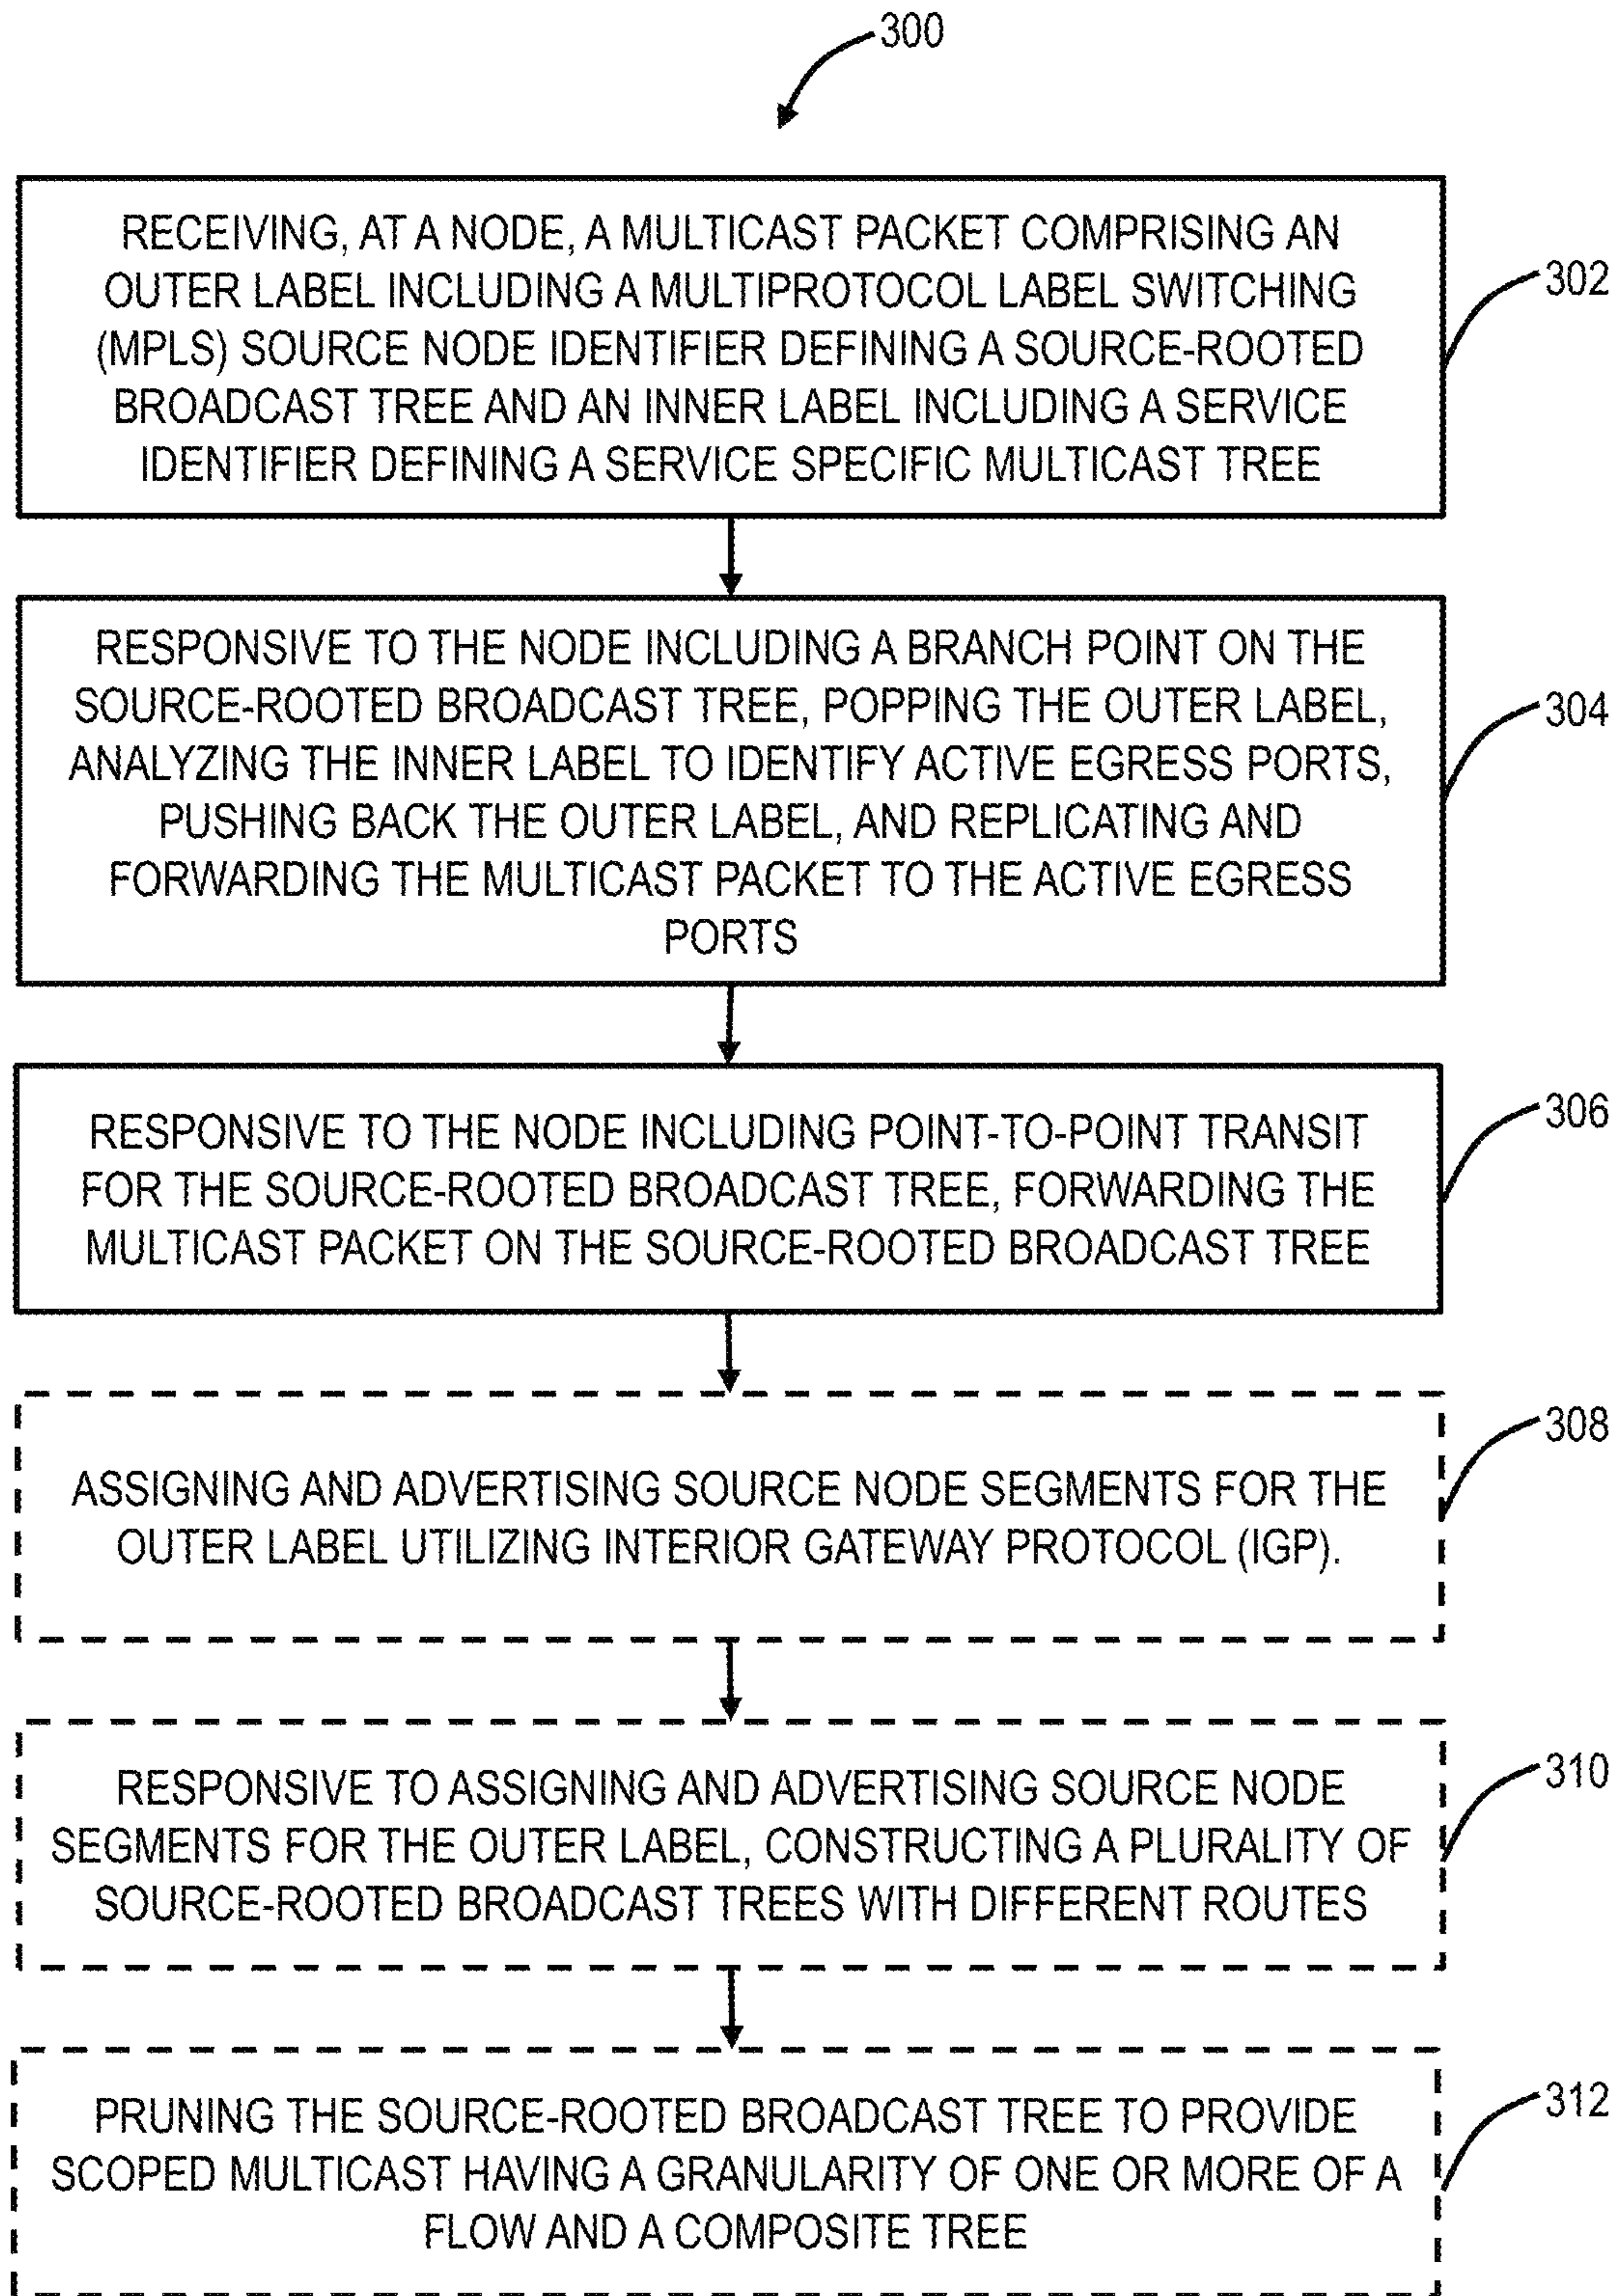 300
RECEIVING, AT A NODE, A MULTICAST PACKET COMPRISING AN
OUTER LABEL INCLUDING A MULTIPROTOCOL LABEL SWITCHING
(MPLS) SOURCE NODE IDENTIFIER DEFINING A SOURCE-ROOTED
BROADCAST TREE AND AN INNER LABEL INCLUDING A SERVICE
IDENTIFIER DEFINING A SERVICE SPECIFIC MULTICAST TREE
302
RESPONSIVE TO THE NODE INCLUDING A BRANCH POINT ON THE
SOURCE-ROOTED BROADCAST TREE, POPPING THE OUTER LABEL,
ANALYZING THE INNER LABEL TO IDENTIFY ACTIVE EGRESS PORTS,
PUSHING BACK THE OUTER LABEL, AND REPLICATING AND
FORWARDING THE MULTICAST PACKET TO THE ACTIVE EGRESS
PORTS
304
RESPONSIVE TO THE NODE INCLUDING POINT-TO-POINT TRANSIT
FOR THE SOURCE-ROOTED BROADCAST TREE, FORWARDING THE
MULTICAST PACKET ON THE SOURCE-ROOTED BROADCAST TREE
306
ASSIGNING AND ADVERTISING SOURCE NODE SEGMENTS FOR THE
OUTER LABEL UTILIZING INTERIOR GATEWAY PROTOCOL (IGP).
308
RESPONSIVE TO ASSIGNING AND ADVERTISING SOURCE NODE
SEGMENTS FOR THE OUTER LABEL, CONSTRUCTING A PLURALITY OF
SOURCE-ROOTED BROADCAST TREES WITH DIFFERENT ROUTES
310
PRUNING THE SOURCE-ROOTED BROADCAST TREE TO PROVIDE
SCOPED MULTICAST HAVING A GRANULARITY OF ONE OR MORE OF A
FLOW AND A COMPOSITE TREE
312